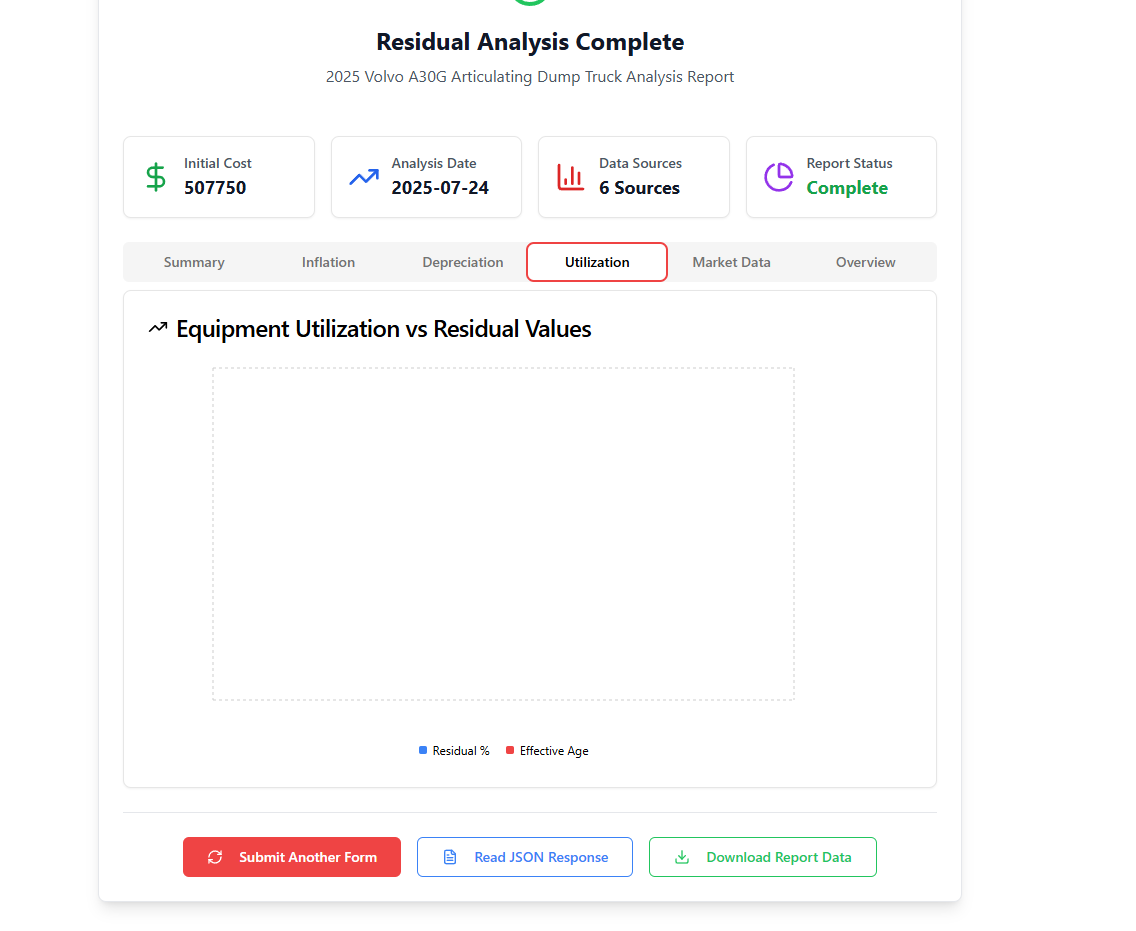 Residual Analysis Complete
2025 Volvo A30G Articulating Dump Truck Analysis Report
Initial Cost
507750
Analysis Date
2025-07-24
Data Sources
6 Sources
Report Status
Complete
Summary
Inflation
Depreciation
Utilization
Market Data
Overview
Equipment Utilization vs Residual Values
Residual %
Effective Age
Submit Another Form
Read JSON Response
Download Report Data